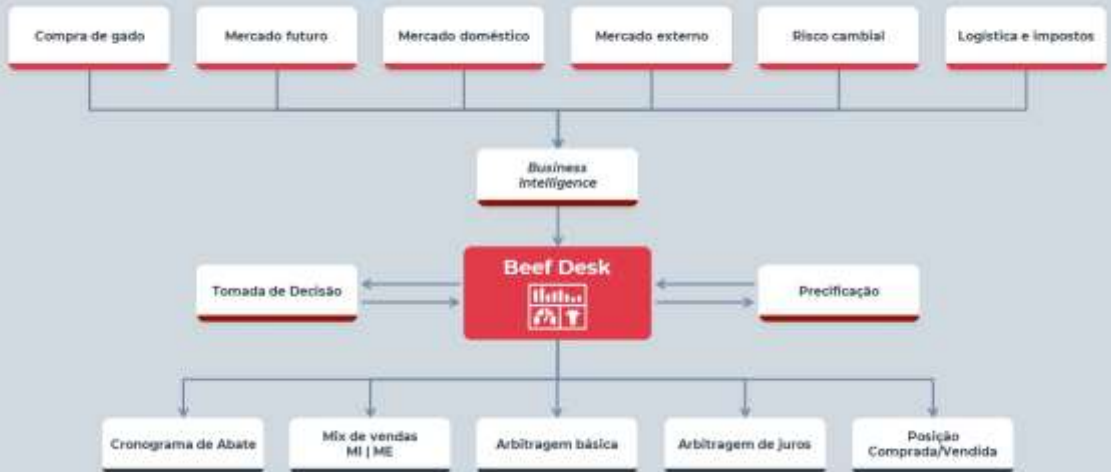 Compra de gado
Mercado futuro
Mercado doméstico
Mercado externo
Risco cambial
Logística e impostos
Business
Intelligence
Beef Desk
Tomada de Decisão
Precificação
Cronograma de Abate
Mix de vendas
MI | ME
Arbitragem básica
Arbitragem de juros
Posição
Comprada/Vendida